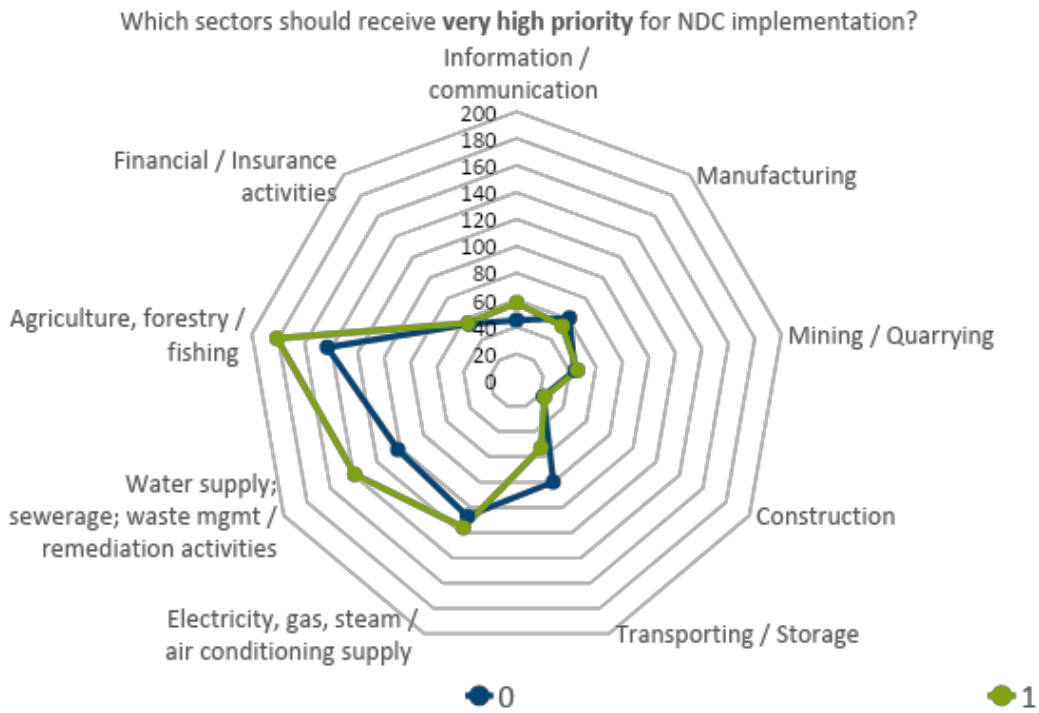 Which sectors should receive very high priority for NDC implementation?
Information /
communication
200
180
160
140
120
100
80
60
40
20
0
Manufacturing
Mining / Quarrying
Construction
Transporting / Storage
Electricity, gas, steam /
air conditioning supply
Water supply;
sewerage; waste mgmt /
remediation activities
Agriculture, forestry /
fishing
Financial / Insurance
activities
0
1